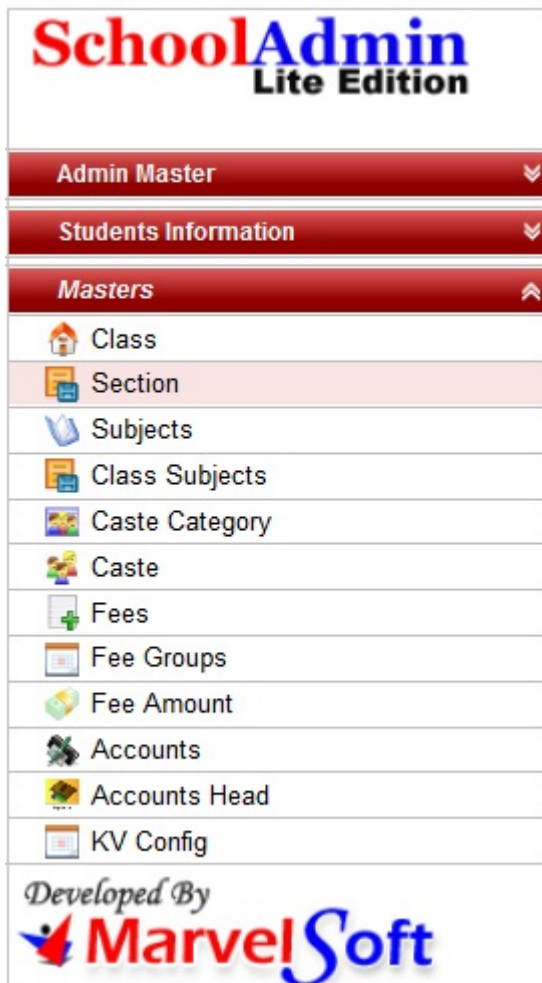 SchoolAdmin
Lite Edition
Admin Master
Students Information
Masters
Class
Section
Subjects
Class Subjects
Caste Category
Caste
Fees
Fee Groups
Fee Amount
Accounts
Accounts Head
KV Config
Developed By
MarvelSoft